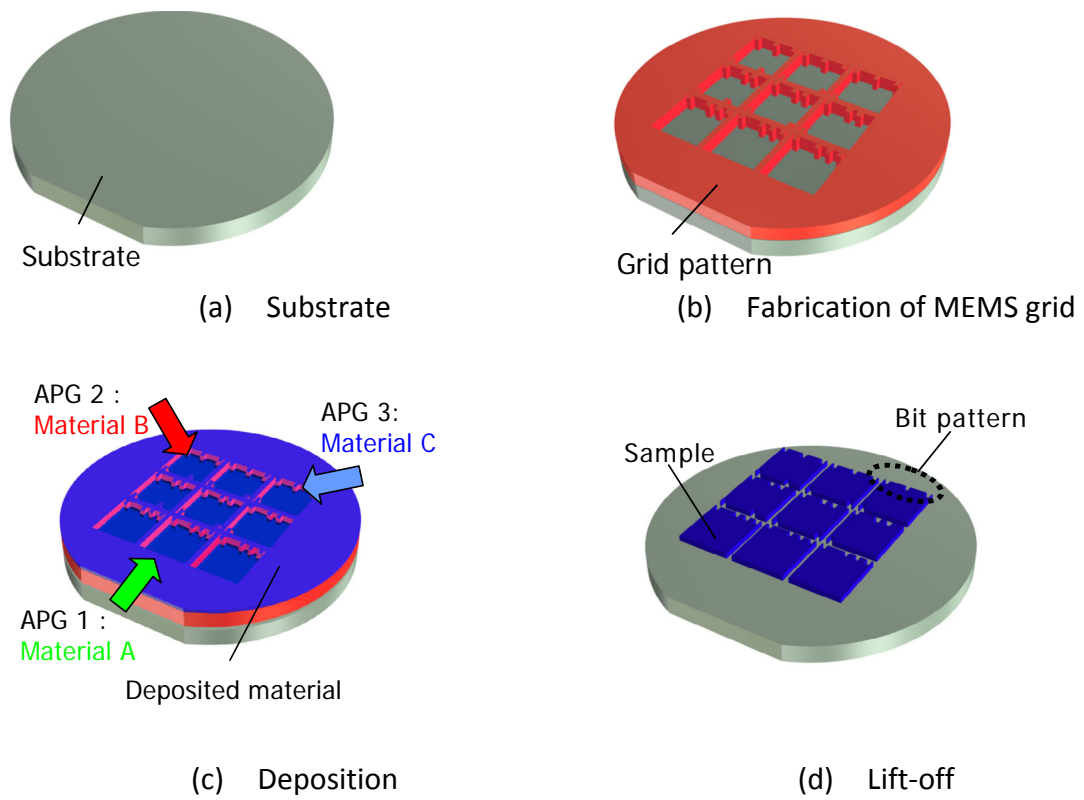 Substrate
(a) Substrate
Grid pattern
(b) Fabrication of MEMS grid
APG 2 :
Material B
APG 3:
Material C
APG 1 :
Material A
Deposited material
(c) Deposition
Bit pattern
Sample
(d) Lift-off